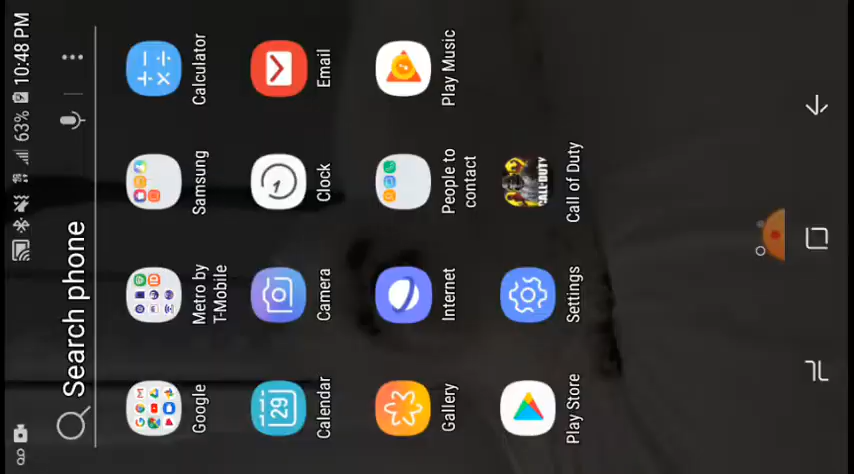 63% 10:48 PM
Search phone
Google
Metro by
T-Mobile
Samsung
Calculator
29
Calendar
Camera
Clock
Email
Gallery
Internet
People to
contact
Play Music
Play Store
Settings
CALL OF DUTY
Call of Duty